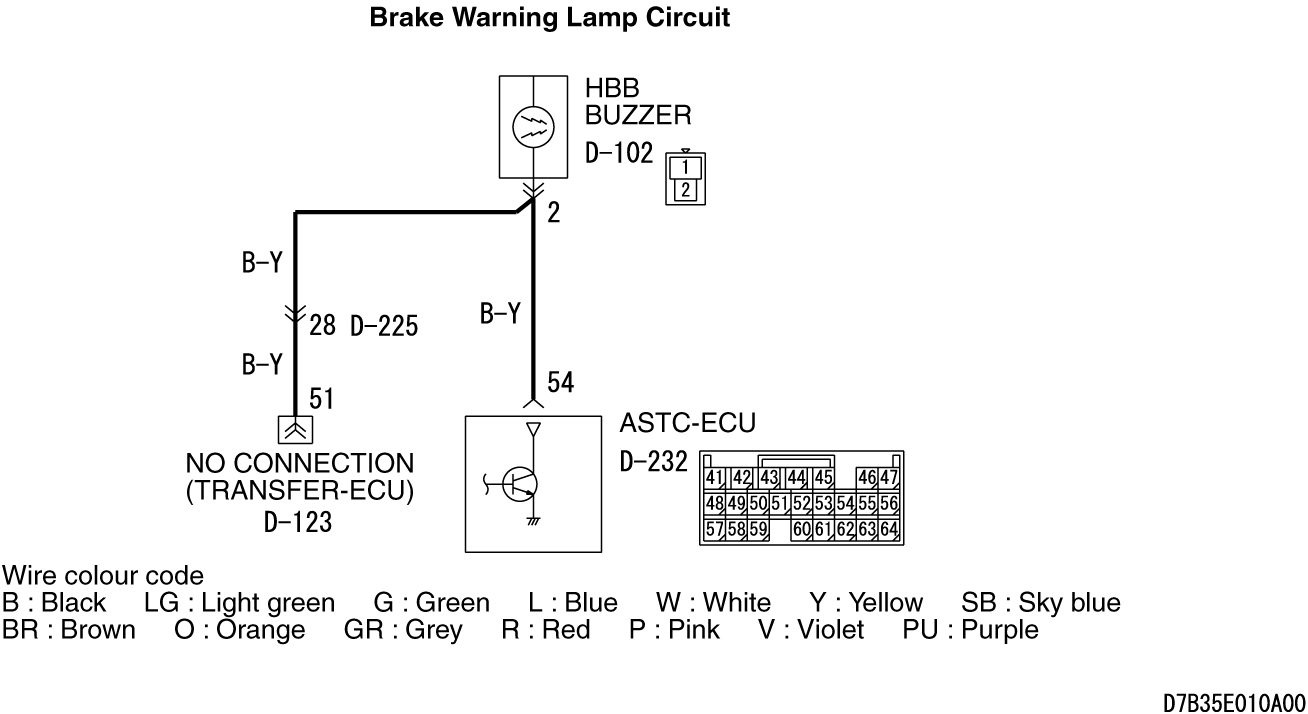 Brake Warning Lamp Circuit
HBB
BUZZER
D-102
1
2
2
B-Y
B-Y
28 D-225
B-Y
51
54
NO CONNECTION
(TRANSFER-ECU)
D-123
ASTC-ECU
D-232
41 42 43 44 45 46 47
48 49 50 51 52 53 54 55 56
57 58 59 60 61 62 63 64
Wire colour code
B : Black LG : Light green G : Green L : Blue W : White Y : Yellow SB : Sky blue
BR : Brown O : Orange GR : Grey R : Red P : Pink V : Violet PU : Purple
D7B35E010A00